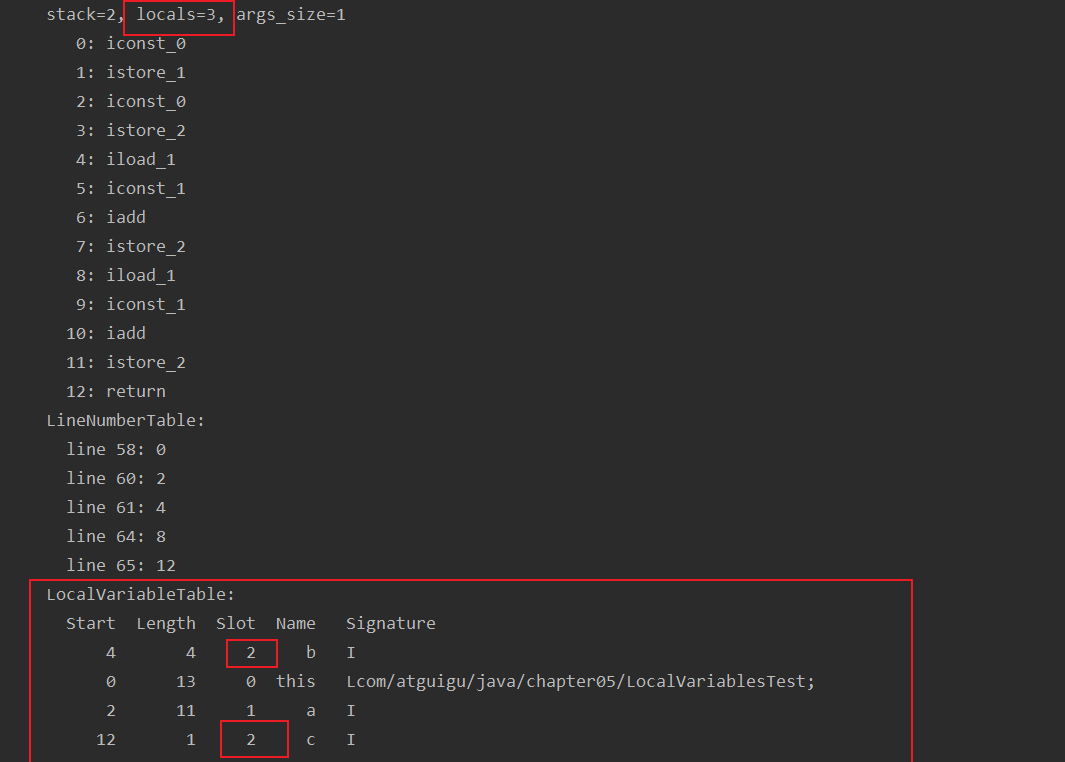 stack=2, locals=3, args_size=1
0: iconst_0
1: istore_1
2: iconst_0
3: istore_2
4: iload_1
5: iconst_1
6: iadd
7: istore_2
8: iload_1
9: iconst_1
10: iadd
11: istore_2
12: return
LineNumberTable:
line 58: 0
line 60: 2
line 61: 4
line 64: 8
line 65: 12
LocalVariableTable:
Start Length Slot Name Signature
4 4 2 b I
0 13 0 this Lcom/atguigu/java/chapter05/LocalVariablesTest;
2 11 1 a I
12 1 2 c I